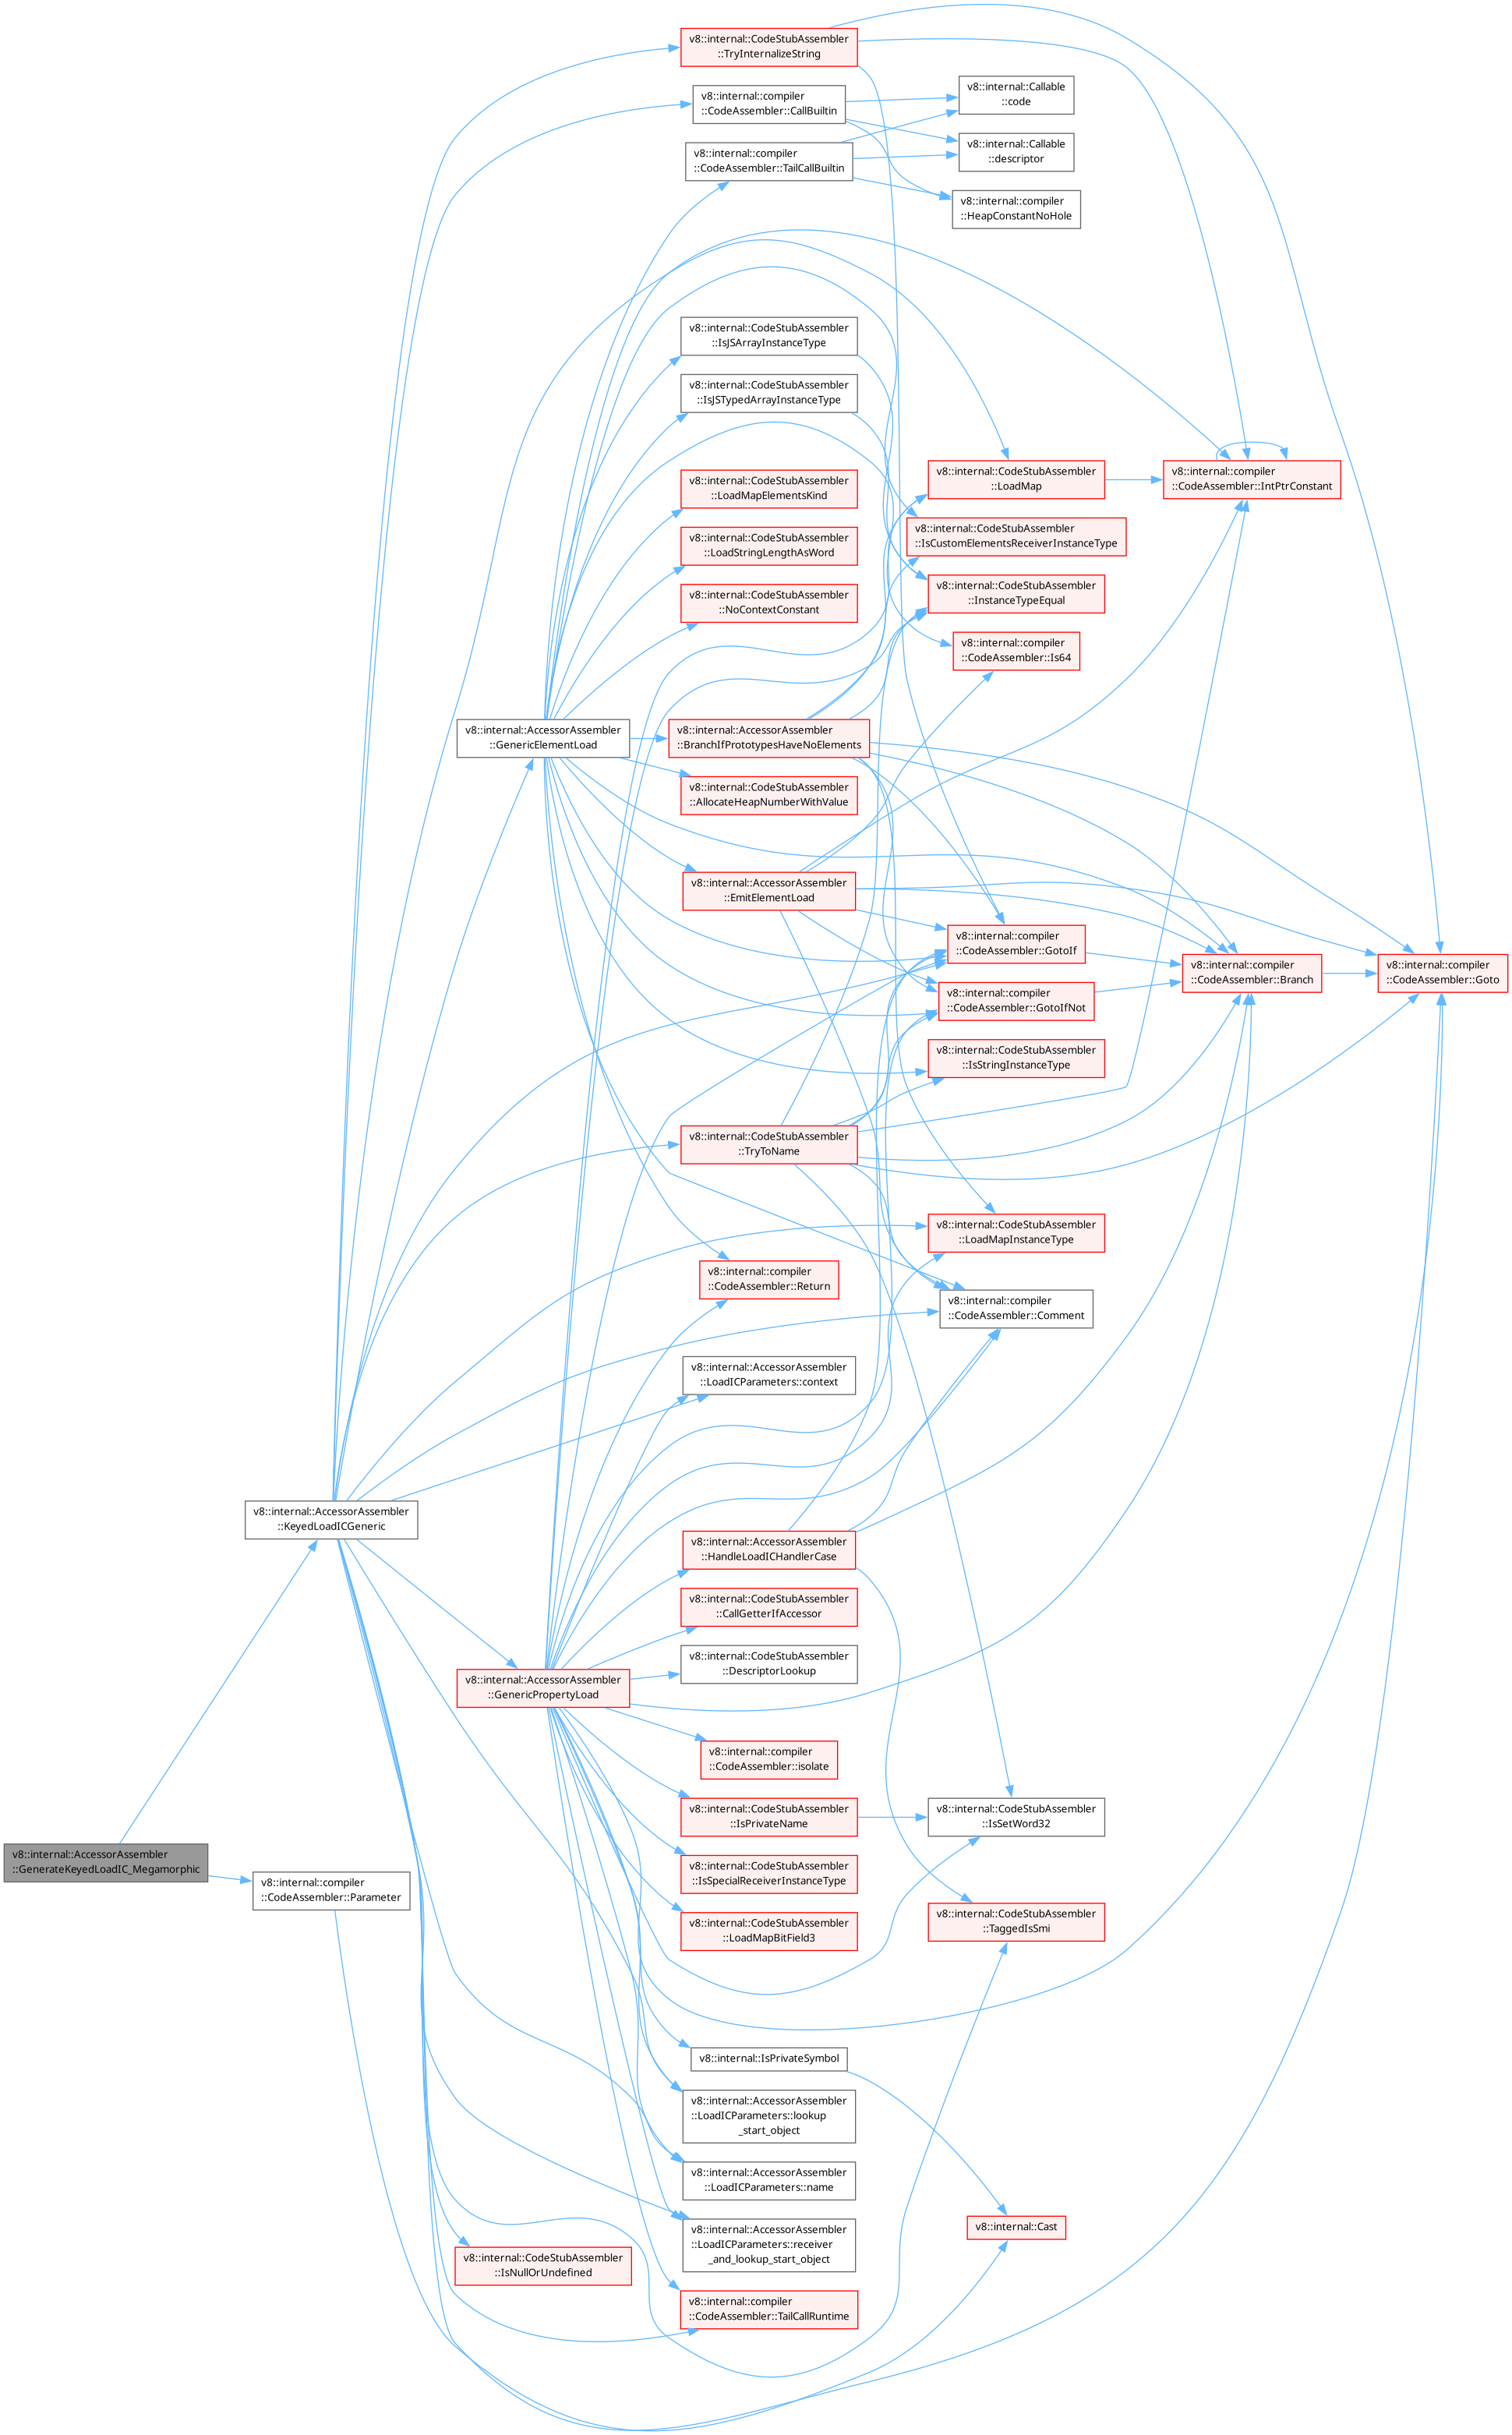 v8::internal::CodeStubAssembler
::TryInternalizeString
v8::internal::compiler
::CodeAssembler::CallBuiltin
v8::internal::Callable
::code
v8::internal::compiler
::CodeAssembler::TailCallBuiltin
v8::internal::Callable
::descriptor
v8::internal::compiler
::HeapConstantNoHole
v8::internal::CodeStubAssembler
::IsJSArrayInstanceType
v8::internal::CodeStubAssembler
::IsJSTypedArrayInstanceType
v8::internal::CodeStubAssembler
::LoadMapElementsKind
v8::internal::CodeStubAssembler
::LoadMap
v8::internal::compiler
::CodeAssembler::IntPtrConstant
v8::internal::CodeStubAssembler
::LoadStringLengthAsWord
v8::internal::CodeStubAssembler
::IsCustomElementsReceiverInstanceType
v8::internal::CodeStubAssembler
::NoContextConstant
v8::internal::CodeStubAssembler
::InstanceTypeEqual
v8::internal::compiler
::CodeAssembler::Is64
v8::internal::AccessorAssembler
::GenericElementLoad
v8::internal::AccessorAssembler
::BranchIfPrototypesHaveNoElements
v8::internal::CodeStubAssembler
::AllocateHeapNumberWithValue
v8::internal::AccessorAssembler
::EmitElementLoad
v8::internal::compiler
::CodeAssembler::GotoIf
v8::internal::compiler
::CodeAssembler::Branch
v8::internal::compiler
::CodeAssembler::Goto
v8::internal::compiler
::CodeAssembler::GotoIfNot
v8::internal::CodeStubAssembler
::IsStringInstanceType
v8::internal::CodeStubAssembler
::TryToName
v8::internal::CodeStubAssembler
::LoadMapInstanceType
v8::internal::compiler
::CodeAssembler::Return
v8::internal::compiler
::CodeAssembler::Comment
v8::internal::AccessorAssembler
::LoadICParameters::context
v8::internal::AccessorAssembler
::KeyedLoadICGeneric
v8::internal::AccessorAssembler
::HandleLoadICHandlerCase
v8::internal::CodeStubAssembler
::CallGetterIfAccessor
v8::internal::CodeStubAssembler
::DescriptorLookup
v8::internal::AccessorAssembler
::GenericPropertyLoad
v8::internal::compiler
::CodeAssembler::isolate
v8::internal::CodeStubAssembler
::IsPrivateName
v8::internal::CodeStubAssembler
::IsSetWord32
v8::internal::AccessorAssembler
::GenerateKeyedLoadIC_Megamorphic
v8::internal::compiler
::CodeAssembler::Parameter
v8::internal::CodeStubAssembler
::IsSpecialReceiverInstanceType
v8::internal::CodeStubAssembler
::LoadMapBitField3
v8::internal::CodeStubAssembler
::TaggedIsSmi
v8::internal::IsPrivateSymbol
v8::internal::AccessorAssembler
::LoadICParameters::lookup
_start_object
v8::internal::AccessorAssembler
::LoadICParameters::name
v8::internal::Cast
v8::internal::AccessorAssembler
::LoadICParameters::receiver
_and_lookup_start_object
v8::internal::CodeStubAssembler
::IsNullOrUndefined
v8::internal::compiler
::CodeAssembler::TailCallRuntime